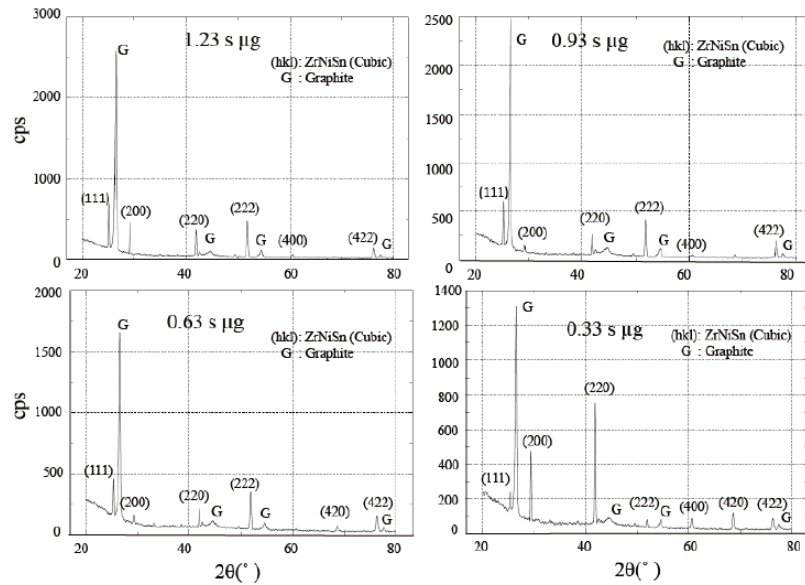 1.23 s μg
(hkl): ZrNiSn (Cubic)
G : Graphite
G
(111)
(200)
(220)
G
(222)
G
(400)
(422)
G
3000
2000
1000
0
20
40
60
80
cps
0.93 s μg
(hkl): ZrNiSn (Cubic)
G : Graphite
G
(111)
(200)
(220)
G
(222)
G
(400)
(422)
G
2500
2000
1500
1000
500
0
20
40
60
80
0.63 s μg
(hkl): ZrNiSn (Cubic)
G : Graphite
G
(111)
(200)
(220)
G
(222)
G
(420)
(422)
G
2000
1500
1000
500
0
20
40
60
80
cps
2θ(°)
0.33 s μg
(hkl): ZrNiSn (Cubic)
G : Graphite
G
(111)
(200)
(220)
G
(222)
G
(400)
(420)
(422)
G
1400
1200
1000
800
600
400
200
0
20
40
60
80
2θ(°)